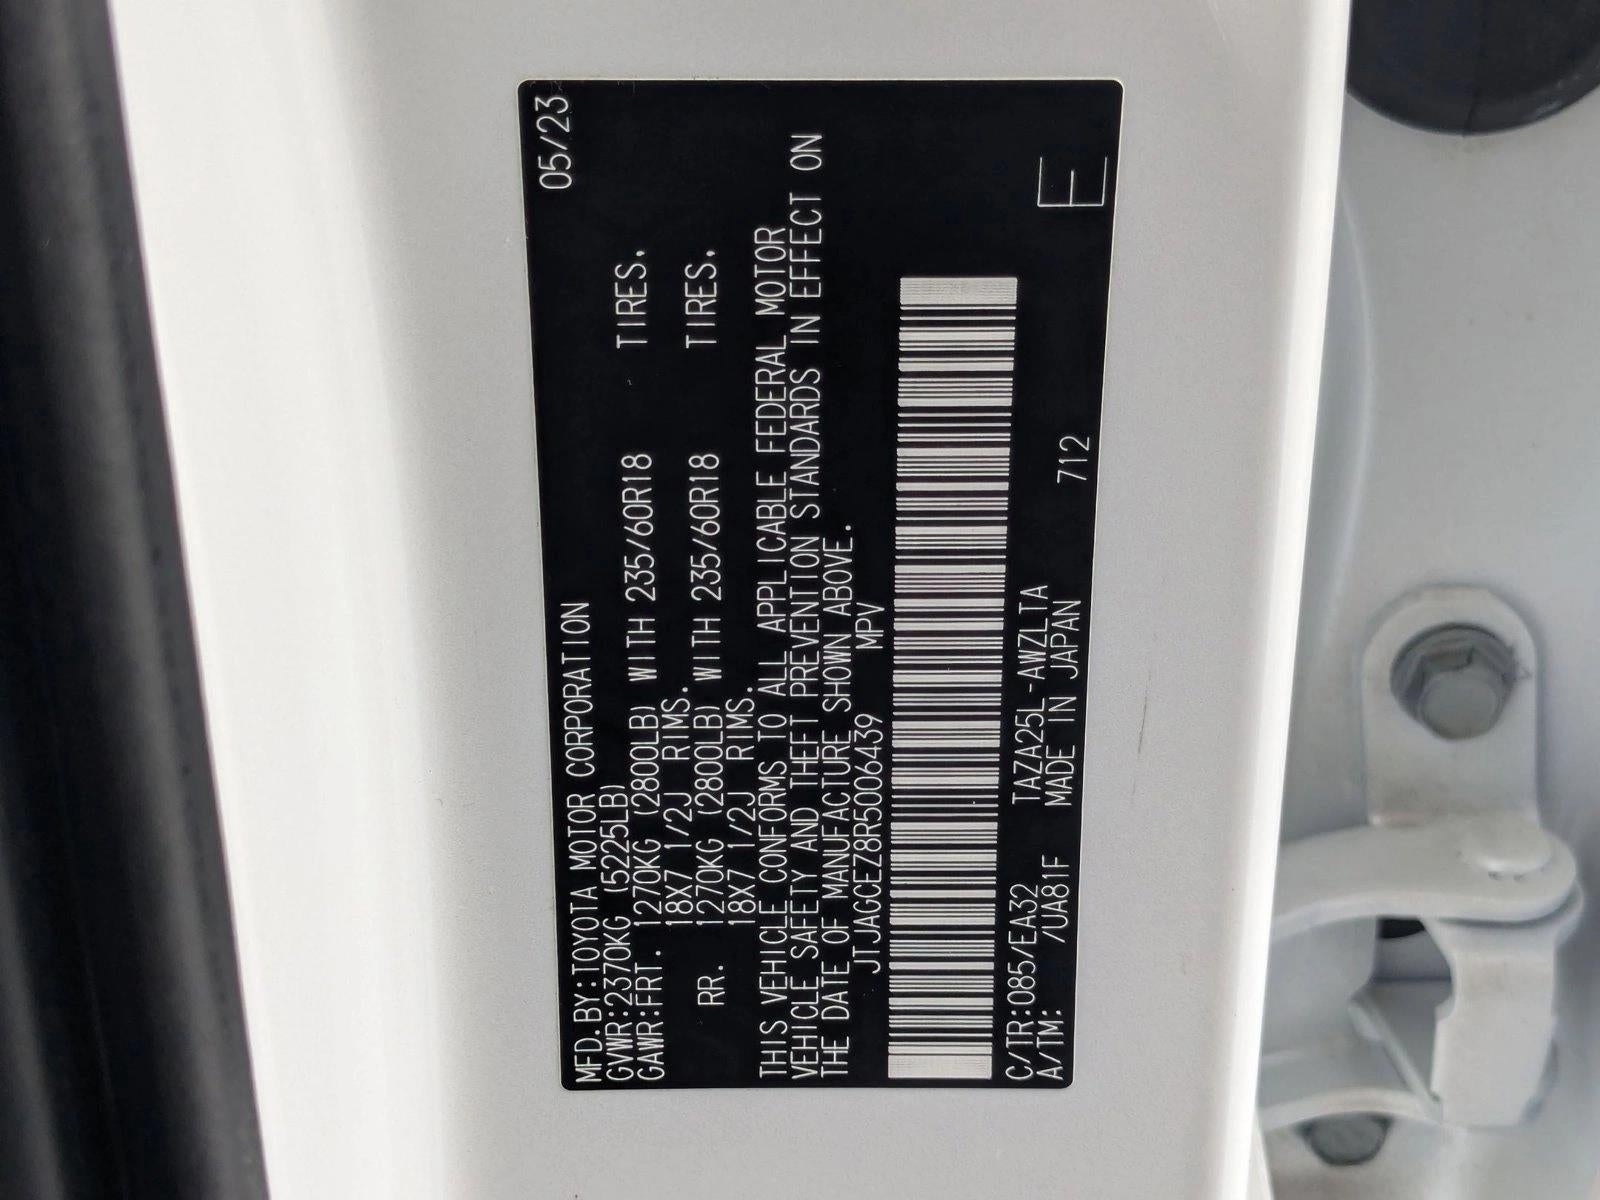 05/23
MFD.BY:TOYOTA MOTOR CORPORATION
GVWR:2370KG (5225LB)
GAWR:FRT. 1270KG (2800LB) WITH 235/60R18 TIRES.
18X7 1/2J RIMS.
RR. 1270KG (2800LB) WITH 235/60R18 TIRES.
18X7 1/2J RIMS.
THIS VEHICLE CONFORMS TO ALL APPLICABLE FEDERAL MOTOR
VEHICLE SAFETY AND THEFT PREVENTION STANDARDS IN EFFECT ON
THE DATE OF MANUFACTURE SHOWN ABOVE.
JTJAGCEZ8R5006439 MPV
C/TR:085/EA32 TAZA25L-AWZLTA
A/TM: /UA81F MADE IN JAPAN 712 E